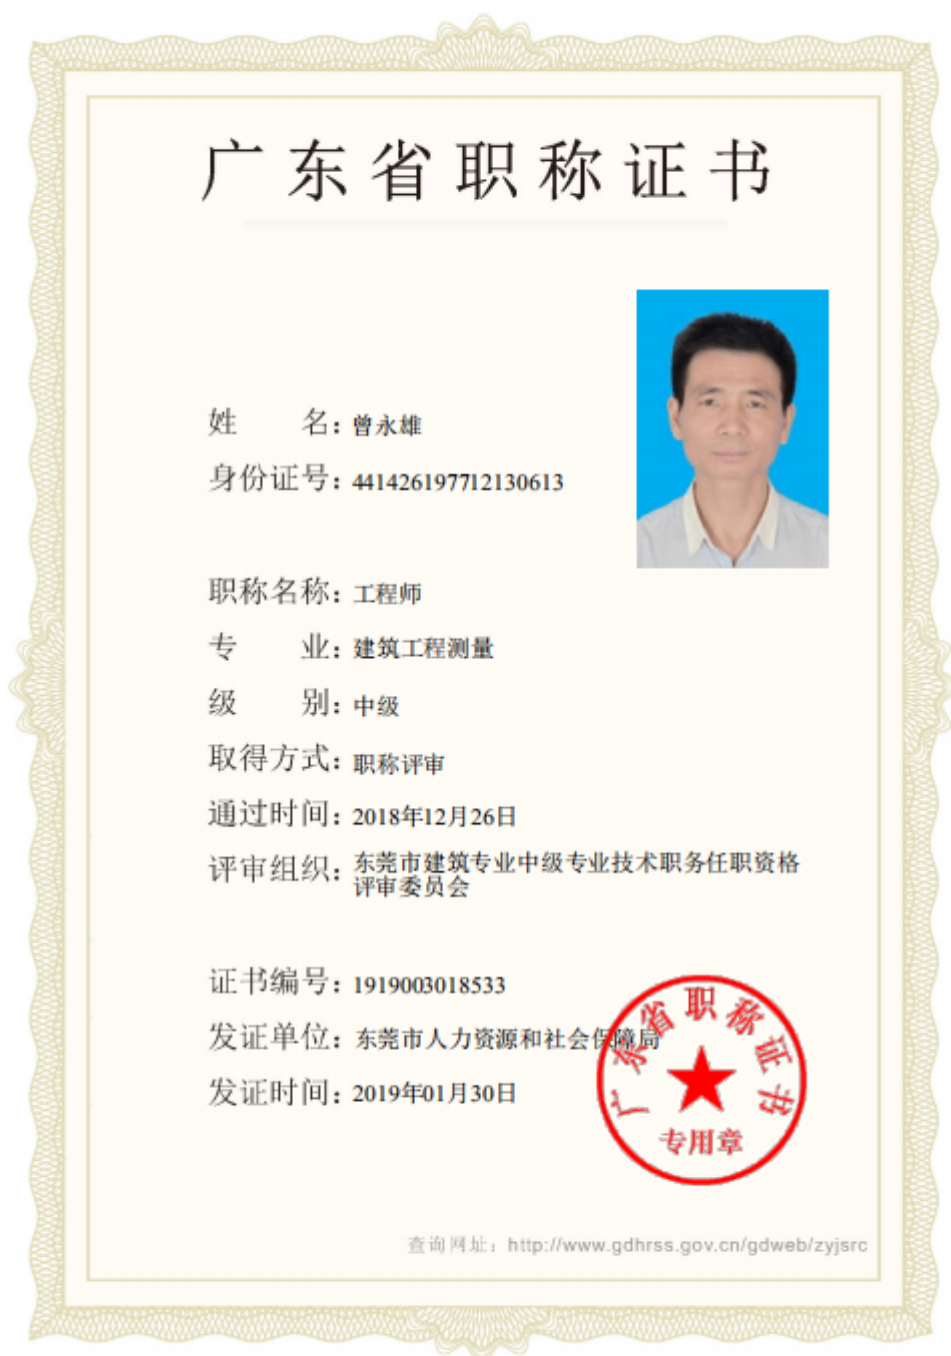 广东省职称证书
姓名：曾永雄
身份证号：441426197712130613
职称名称：工程师
专业：建筑工程测量
级别：中级
取得方式：职称评审
通过时间：2018年12月26日
评审组织：东莞市建筑专业中级专业技术职务任职资格
评审委员会
证书编号：1919003018533
发证单位：东莞市人力资源和社会保障局
发证时间：2019年01月30日
广东省职称证书
专用章
查询网址：http://www.gdhrss.gov.cn/gdweb/zyjsrc